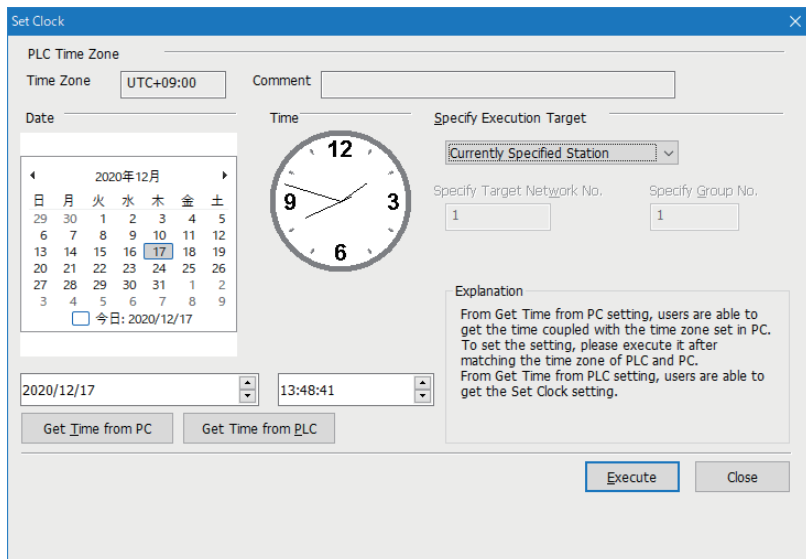 Set Clock
PLC Time Zone
Time Zone UTC+09:00 Comment
Date
2020年12月
日 月 火 水 木 金 土
29 30 1 2 3 4 5
6 7 8 9 10 11 12
13 14 15 16 17 18 19
20 21 22 23 24 25 26
27 28 29 30 31 1 2
3 4 5 6 7 8 9
今日: 2020/12/17
2020/12/17
Get Time from PC
Get Time from PLC
Time
12
9 3
6
13:48:41
Specify Execution Target
Currently Specified Station
Specify Target Network No. Specify Group No.
1 1
Explanation
From Get Time from PC setting, users are able to
get the time coupled with the time zone set in PC.
To set the setting, please execute it after
matching the time zone of PLC and PC.
From Get Time from PLC setting, users are able to
get the Set Clock setting.
Execute Close